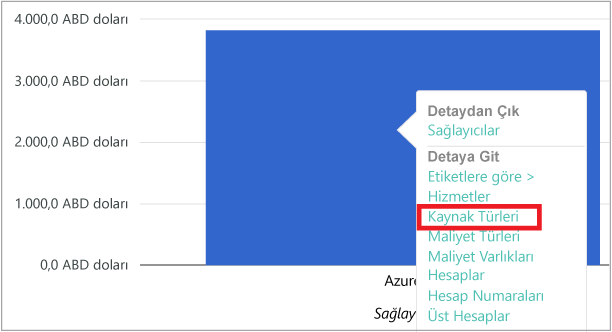 4.000,0 ABD doları
3.000,0 ABD doları
2.000,0 ABD doları
1.000,0 ABD doları
0,0 ABD doları
Detaydan Çık
Sağlayıcılar
Detaya Git
Etiketlere göre >
Hizmetler
Kaynak Türleri
Maliyet Türleri
Maliyet Varlıkları
Hesaplar
Hesap Numaraları
Üst Hesaplar
Azure
Sağlay